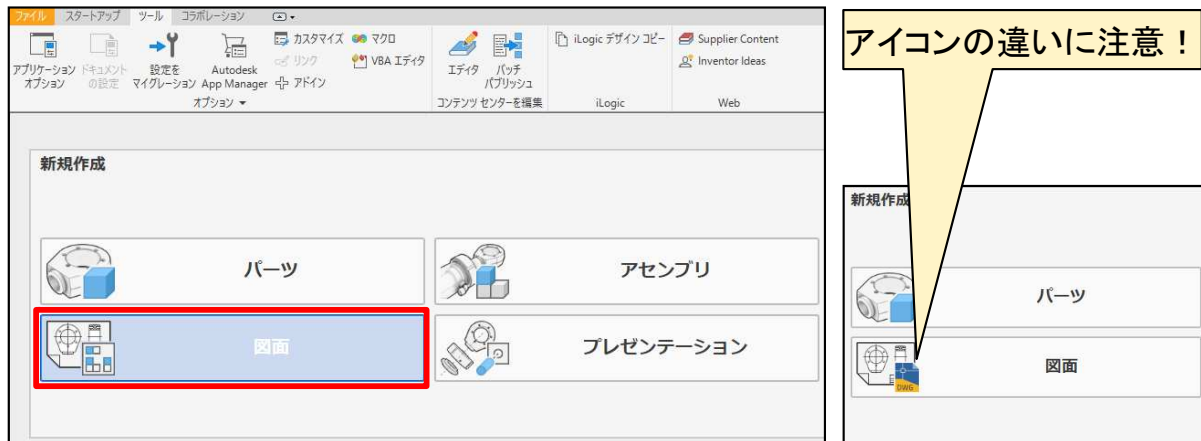 ファイル スタートアップ ツール コラボレーション
アプリケーション
オプション
ドキュメント
の設定
設定を
マイグレーション
Autodesk
App Manager
カスタマイズ
リンク
アドイン
マクロ
VBA エディタ
オプション
エディタ
バッチ
パブリッシュ
コンテンツ センターを編集
iLogic デザイン コピー
iLogic
Supplier Content
Inventor Ideas
Web
新規作成
パーツ
アセンブリ
図面
プレゼンテーション
アイコンの違いに注意!
新規作成
パーツ
図面
DWG